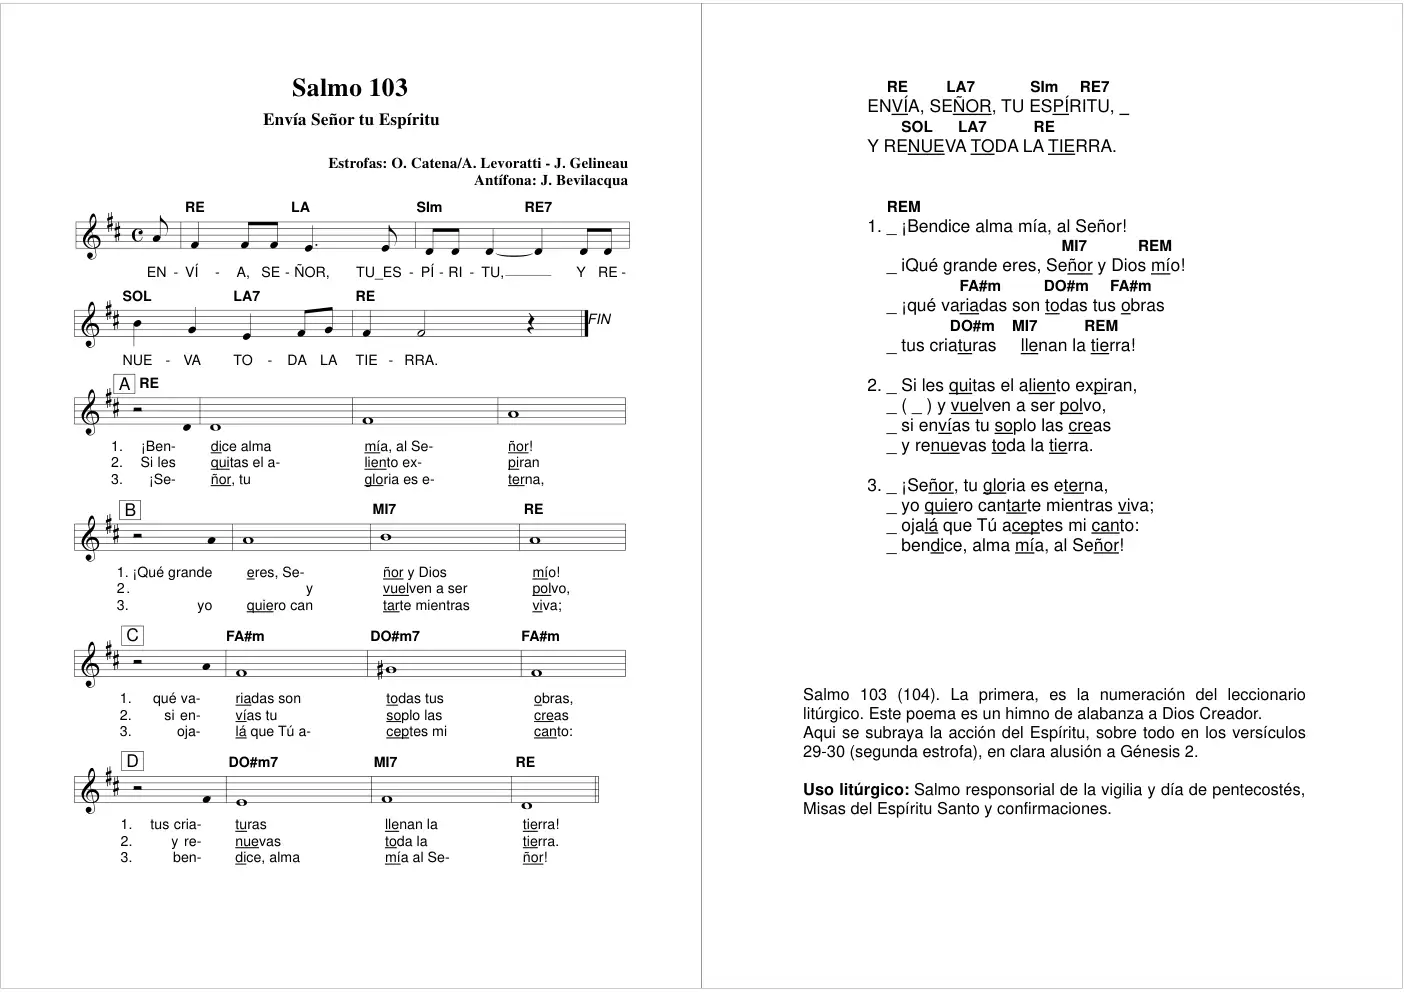 Salmo 103
Envía Señor tu Espíritu
Estrofas: O. Catena/A. Levoratti - J. Gelineau
Antífona: J. Bevilacqua
RE LA SIm RE7
EN - VÍ - A, SE - ÑOR, TU_ES - PÍ - RI - TU,______ Y RE -
SOL LA7 RE
FIN
NUE - VA TO - DA LA TIE - RRA.
A RE
1. ¡Ben- dice alma mía, al Se- ñor!
2. Si les quitas el a- liento ex- piran
3. ¡Se- ñor, tu gloria es e- terna,
B MI7 RE
1. ¡Qué grande eres, Se- ñor y Dios mío!
2. y vuelven a ser polvo,
3. yo quiero can tarte mientras viva;
C FA#m DO#m7 FA#m
1. qué va- riadas son todas tus obras,
2. si en- vías tu soplo las creas
3. oja- lá que Tú a- ceptes mi canto:
D DO#m7 MI7 RE
1. tus cria- turas llenan la tierra!
2. y re- nuevas toda la tierra.
3. ben- dice, alma mía al Se- ñor!
RE LA7 SIm RE7
ENVÍA, SEÑOR, TU ESPÍRITU, _
SOL LA7 RE
Y RENUEVA TODA LA TIERRA.
REM
1. _ ¡Bendice alma mía, al Señor!
MI7 REM
_ iQué grande eres, Señor y Dios mío!
FA#m DO#m FA#m
_ ¡qué variadas son todas tus obras
DO#m MI7 REM
_ tus criaturas llenan la tierra!
2. _ Si les quitas el aliento expiran,
_ ( _ ) y vuelven a ser polvo,
_ si envías tu soplo las creas
_ y renuevas toda la tierra.
3. _ ¡Señor, tu gloria es eterna,
_ yo quiero cantarte mientras viva;
_ ojalá que Tú aceptes mi canto:
_ bendice, alma mía, al Señor!
Salmo 103 (104). La primera, es la numeración del leccionario
litúrgico. Este poema es un himno de alabanza a Dios Creador.
Aqui se subraya la acción del Espíritu, sobre todo en los versículos
29-30 (segunda estrofa), en clara alusión a Génesis 2.
Uso litúrgico: Salmo responsorial de la vigilia y día de pentecostés,
Misas del Espíritu Santo y confirmaciones.